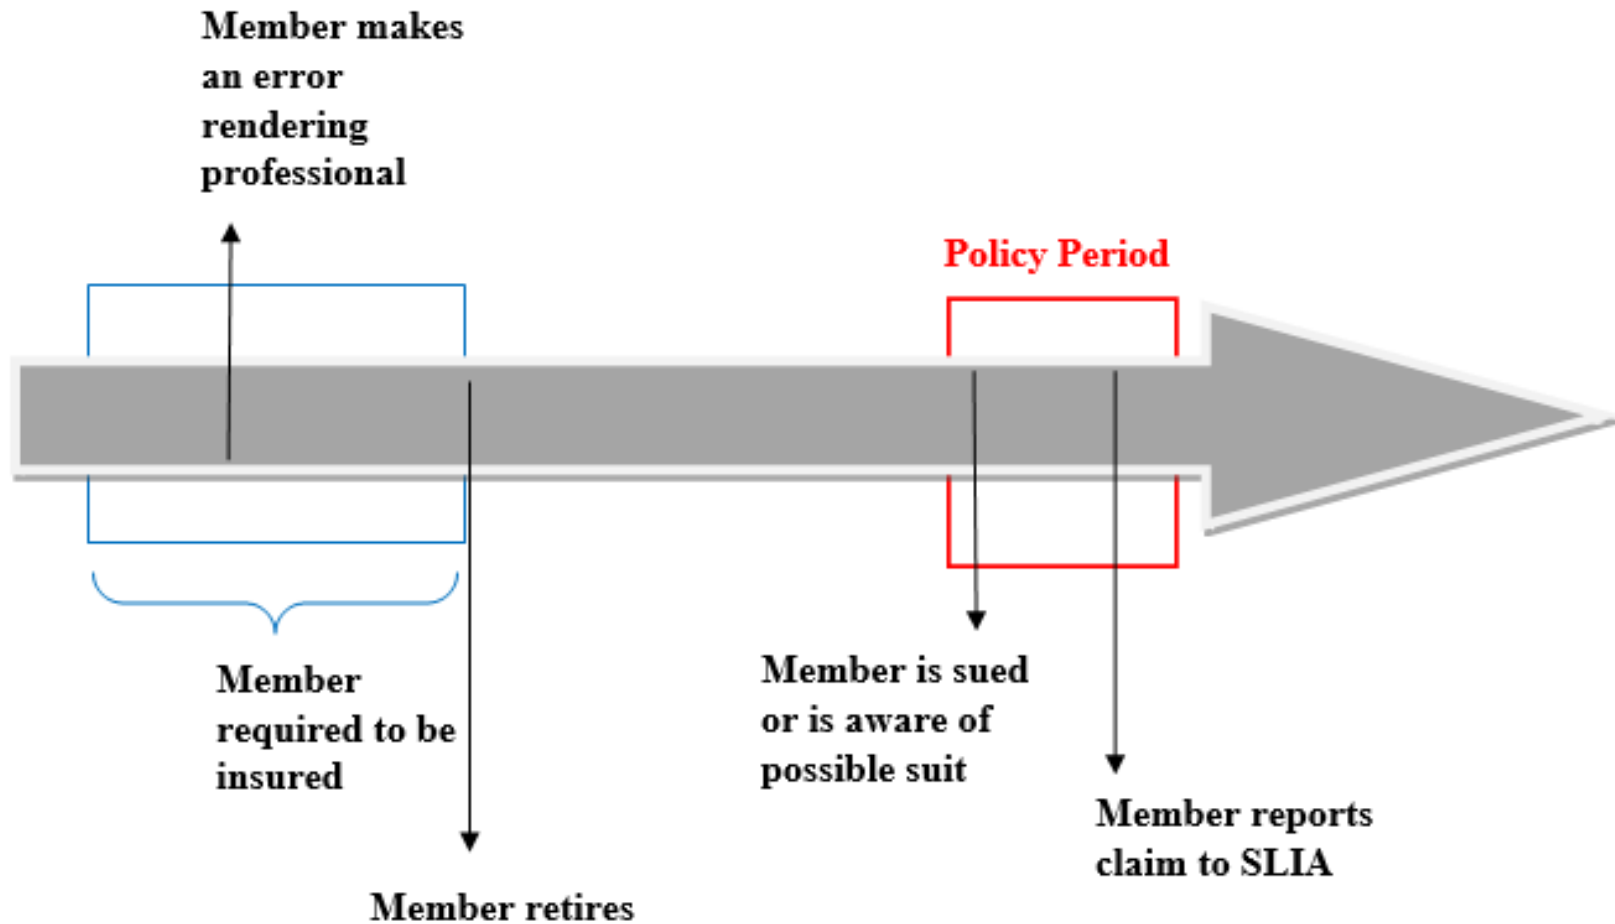 Member makes
an error
rendering
professional
Policy Period
Member
required to be
insured
Member is sued
or is aware of
possible suit
Member reports
claim to SLIA
Member retires